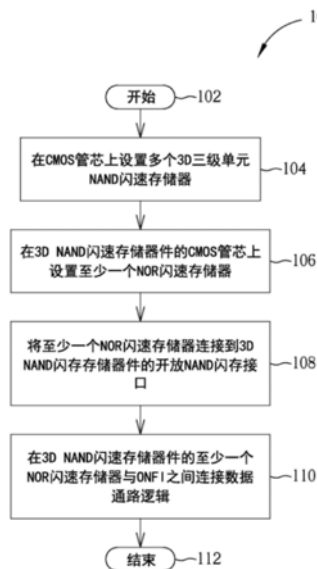 开始
102
在CMOS管芯上设置多个3D三级单元
NAND闪速存储器
104
在3D NAND闪速存储器件的CMOS管芯上
设置至少一个NOR闪速存储器
106
将至少一个NOR闪速存储器连接到3D
NAND闪存存储器件的开放NAND闪存接
口
108
在3D NAND闪速存储器件的至少一个
NOR闪速存储器与ONFI之间连接数据
通路逻辑
110
结束
112